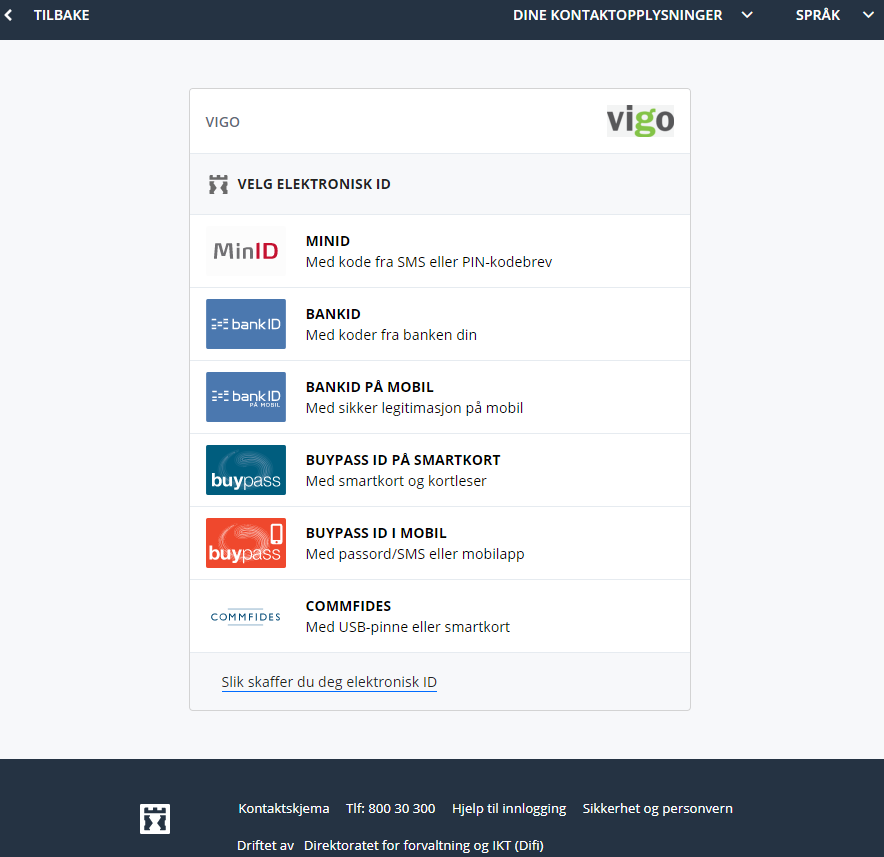 TILBAKE
DINE KONTAKTOPPLYSNINGER
SPRÅK
VIGO
vigo
VELG ELEKTRONISK ID
MinID
MINID
Med kode fra SMS eller PIN-kodebrev
bankID
BANKID
Med koder fra banken din
bankID
PÅ MOBIL
BANKID PÅ MOBIL
Med sikker legitimasjon på mobil
buypass
BUYPASS ID PÅ SMARTKORT
Med smartkort og kortleser
buypass
BUYPASS ID I MOBIL
Med passord/SMS eller mobilapp
COMMFIDES
COMMFIDES
Med USB-pinne eller smartkort
Slik skaffer du deg elektronisk ID
Kontaktskjema Tlf: 800 30 300 Hjelp til innlogging Sikkerhet og personvern
Driftet av Direktoratet for forvaltning og IKT (Difi)